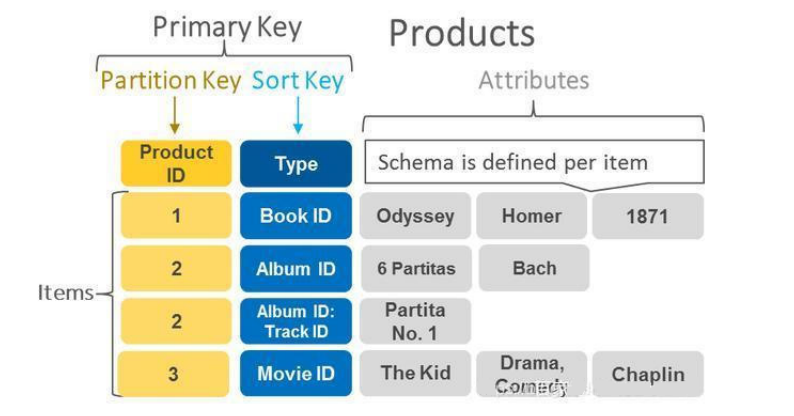 Primary Key
Products
Partition Key Sort Key
Attributes
Product
ID
Type
Schema is defined per item
1
Book ID
Odyssey
Homer
1871
2
Album ID
6 Partitas
Bach
Items
2
Album ID:
Track ID
Partita
No. 1
3
Movie ID
The Kid
Drama,
Comedy
Chaplin